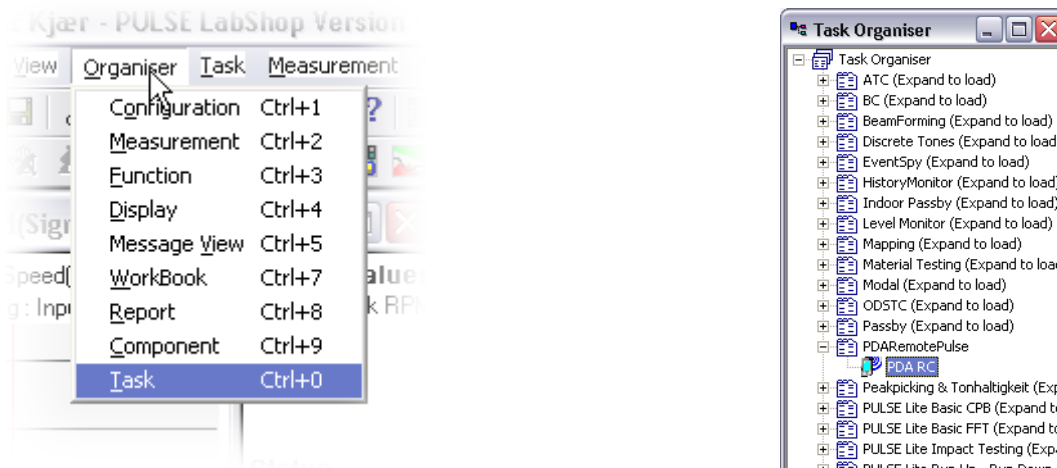 Kjær - PULSE LabShop Version
View Organiser Task Measurement
Configuration Ctrl+1
Measurement Ctrl+2
Function Ctrl+3
Display Ctrl+4
Message View Ctrl+5
WorkBook Ctrl+7
Report Ctrl+8
Component Ctrl+9
Task Ctrl+0
Task Organiser
Task Organiser
ATC (Expand to load)
BC (Expand to load)
BeamForming (Expand to load)
Discrete Tones (Expand to load
EventSpy (Expand to load)
HistoryMonitor (Expand to load)
Indoor Passby (Expand to load)
Level Monitor (Expand to load)
Mapping (Expand to load)
Material Testing (Expand to loa
Modal (Expand to load)
ODSTC (Expand to load)
Passby (Expand to load)
PDARemotePulse
PDA RC
Peakpicking & Tonhaltigkeit (Exp
PULSE Lite Basic CPB (Expand t
PULSE Lite Basic FFT (Expand to
PULSE Lite Impact Testing (Exp